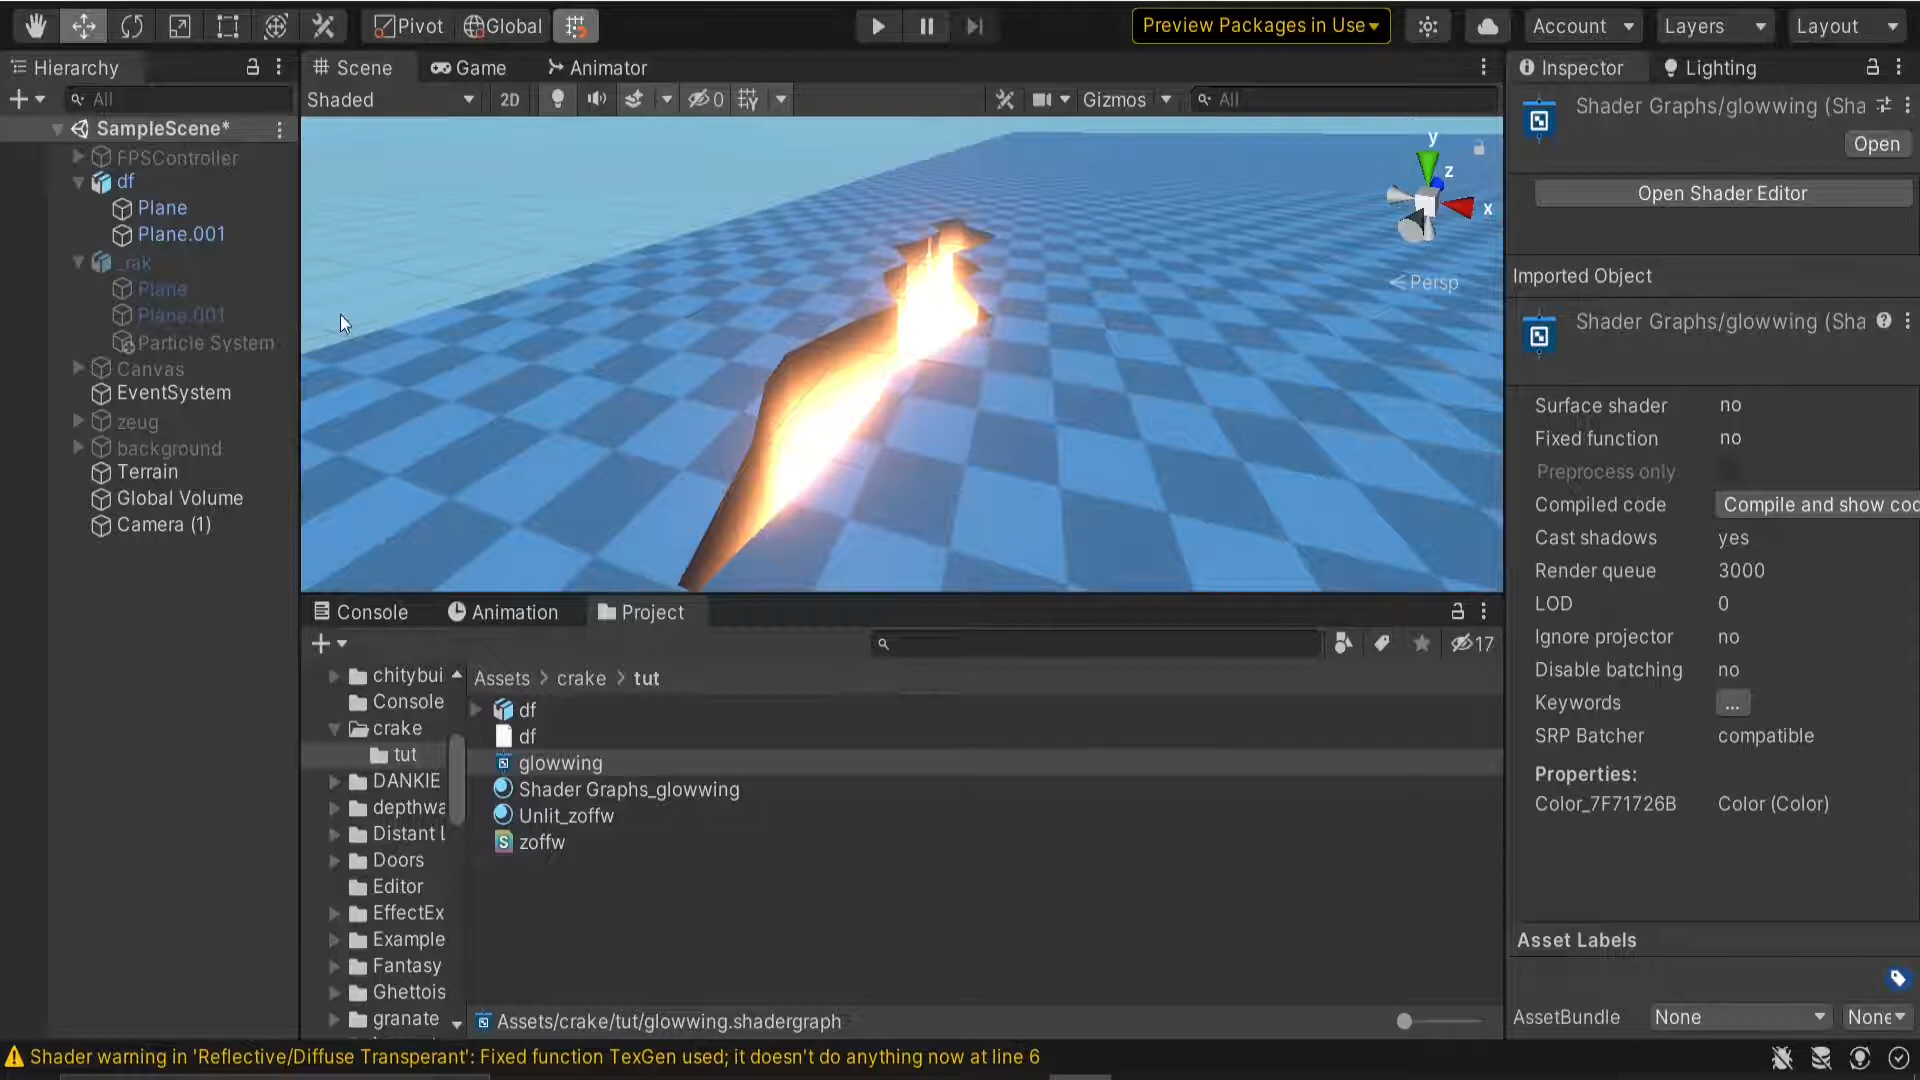 Pivot Global Preview Packages in Use Account Layers Layout
Hierarchy
All
SampleScene*
FPSController
df
Plane
Plane.001
_rak
Plane
Plane.001
Particle System
Canvas
EventSystem
zeug
background
Terrain
Global Volume
Camera (1)
Scene Game Animator
Shaded 2D 0 Gizmos All
y
z
x
Persp
Console Animation Project
17
chitybui
Console
crake
tut
DANKIE
depthwa
Distant L
Doors
Editor
EffectEx
Example
Fantasy
Ghettois
granate
Assets > crake > tut
df
df
glowwing
Shader Graphs_glowwing
Unlit_zoffw
zoffw
Assets/crake/tut/glowwing.shadergraph
Inspector Lighting
Shader Graphs/glowwing (Sha
Open
Open Shader Editor
Imported Object
Shader Graphs/glowwing (Sha
Surface shader no
Fixed function no
Preprocess only
Compiled code Compile and show coc
Cast shadows yes
Render queue 3000
LOD 0
Ignore projector no
Disable batching no
Keywords ...
SRP Batcher compatible
Properties:
Color_7F71726B Color (Color)
Asset Labels
AssetBundle None None
Shader warning in 'Reflective/Diffuse Transperant': Fixed function TexGen used; it doesn't do anything now at line 6